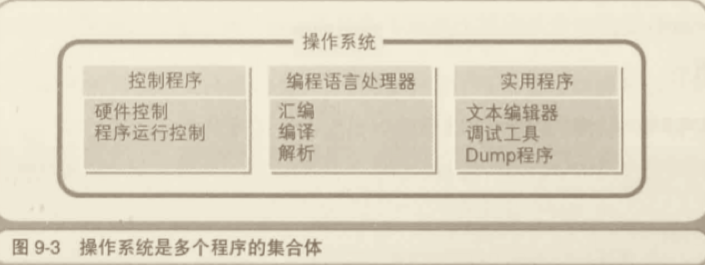 操作系统
控制程序
硬件控制
程序运行控制
编程语言处理器
汇编
编译
解析
实用程序
文本编辑器
调试工具
Dump程序
图 9-3 操作系统是多个程序的集合体